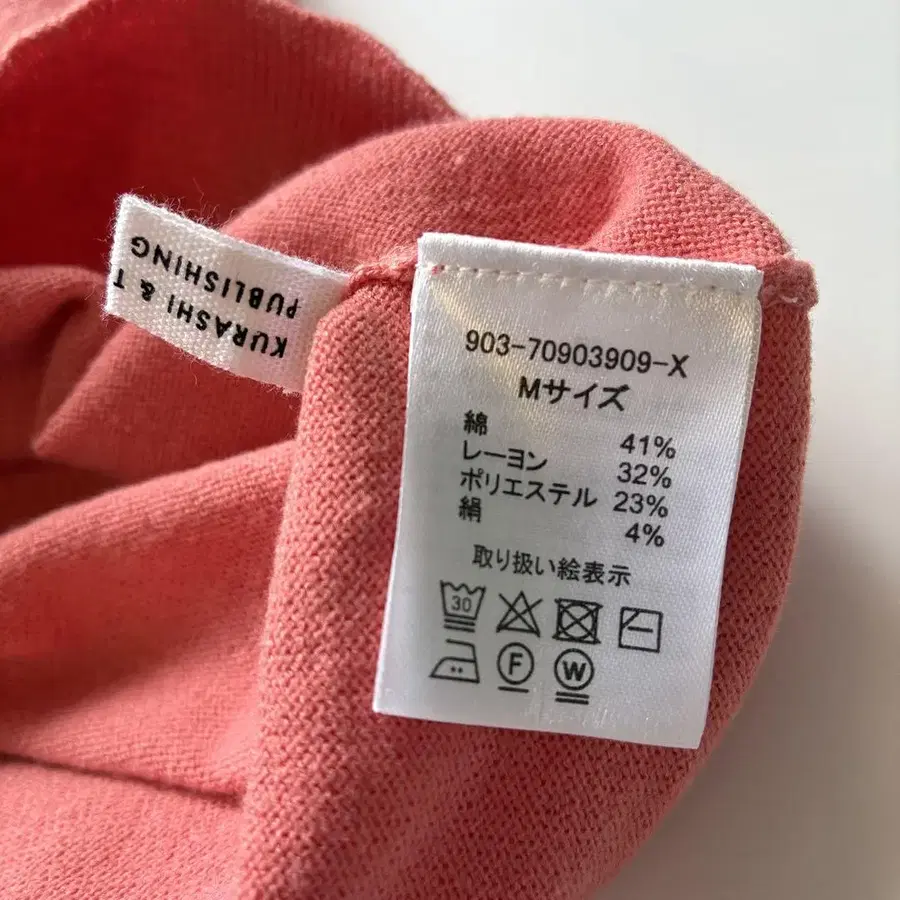 KURASHI & T
PUBLISHING
903-70903909-X
Mサイズ
綿 41%
レーヨン 32%
ポリエステル 23%
絹 4%
取り扱い絵表示
30
F
W